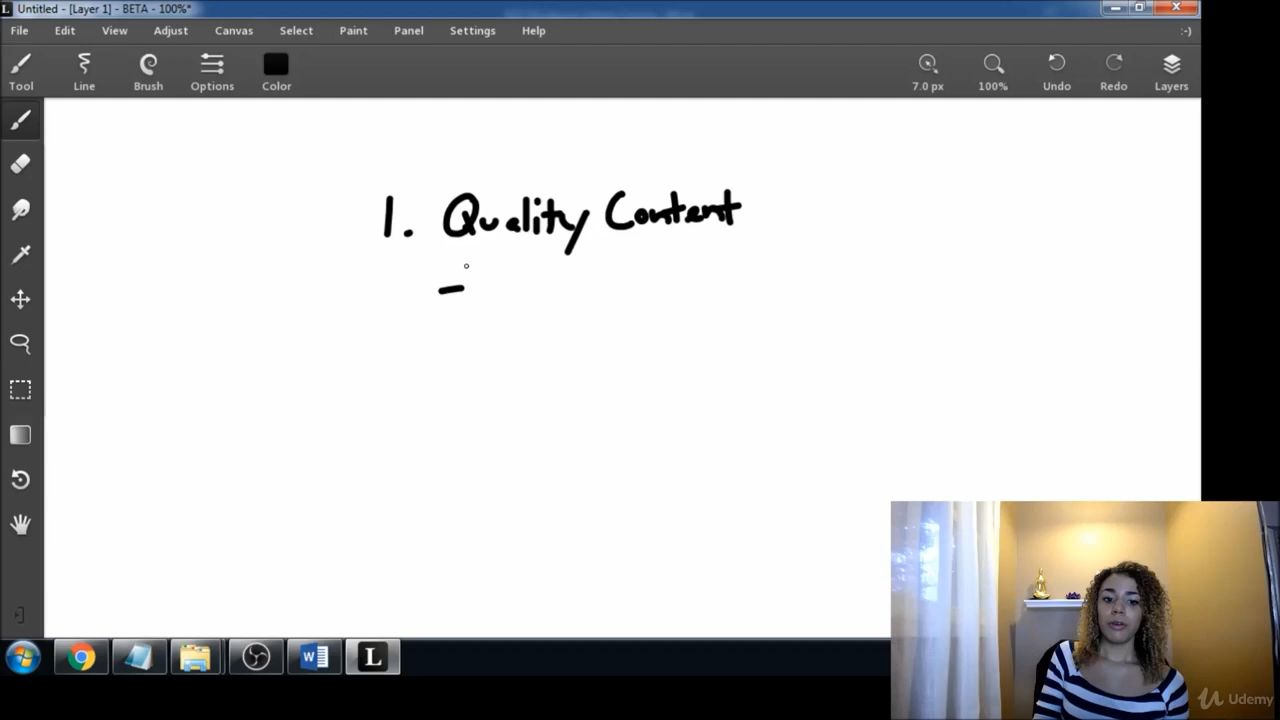 Untitled - [Layer 1] - BETA - 100%*
File Edit View Adjust Canvas Select Paint Panel Settings Help :-)
Tool Line Brush Options Color 7.0 px 100% Undo Redo Layers
1. Quality Content
-
L
W
Udemy